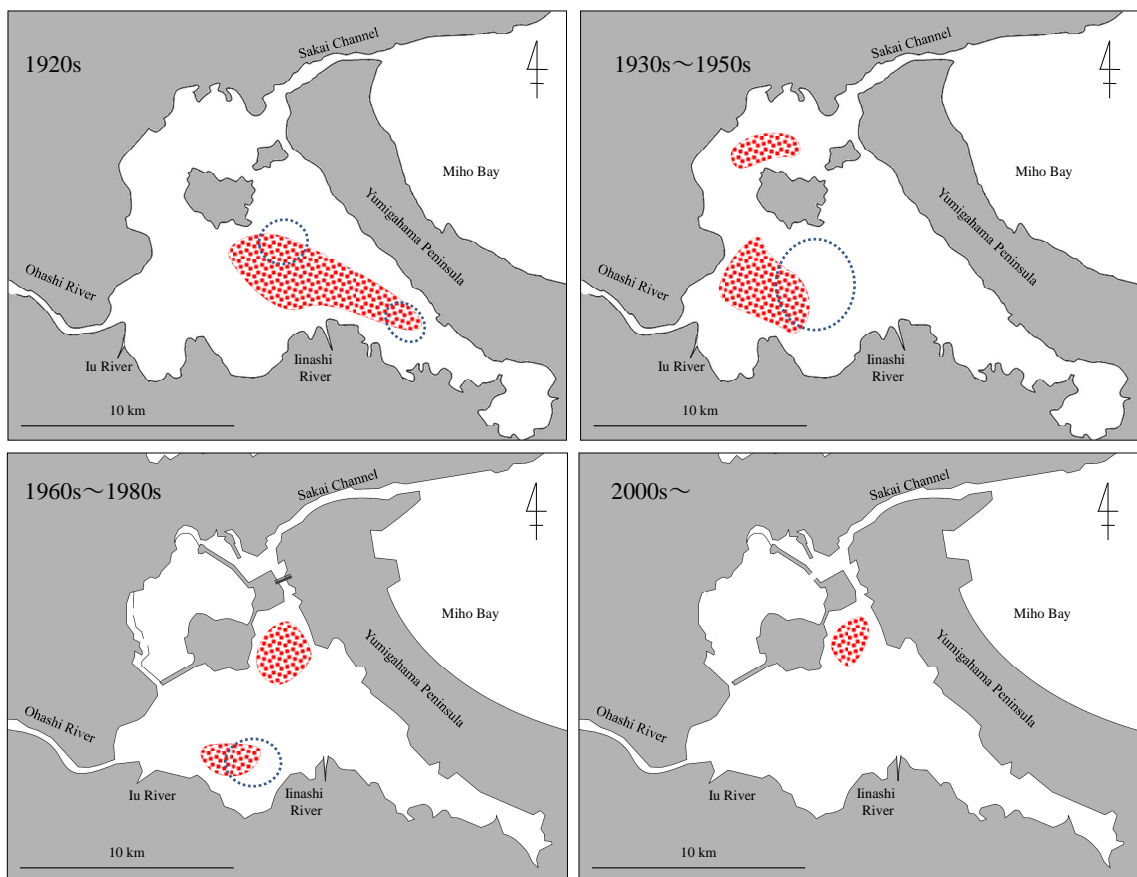 1920s
Sakai Channel
Miho Bay
Yumigahama Peninsula
Ohashi River
Iu River
Iinashi
River
10 km
1930s~1950s
Sakai Channel
Miho Bay
Yumigahama Peninsula
Ohashi River
Iu River
Iinashi
River
10 km
1960s~1980s
Sakai Channel
Miho Bay
Yumigahama Peninsula
Ohashi River
Iu River
Iinashi
River
10 km
2000s~
Sakai Channel
Miho Bay
Yumigahama Peninsula
Ohashi River
Iu River
Iinashi
River
10 km